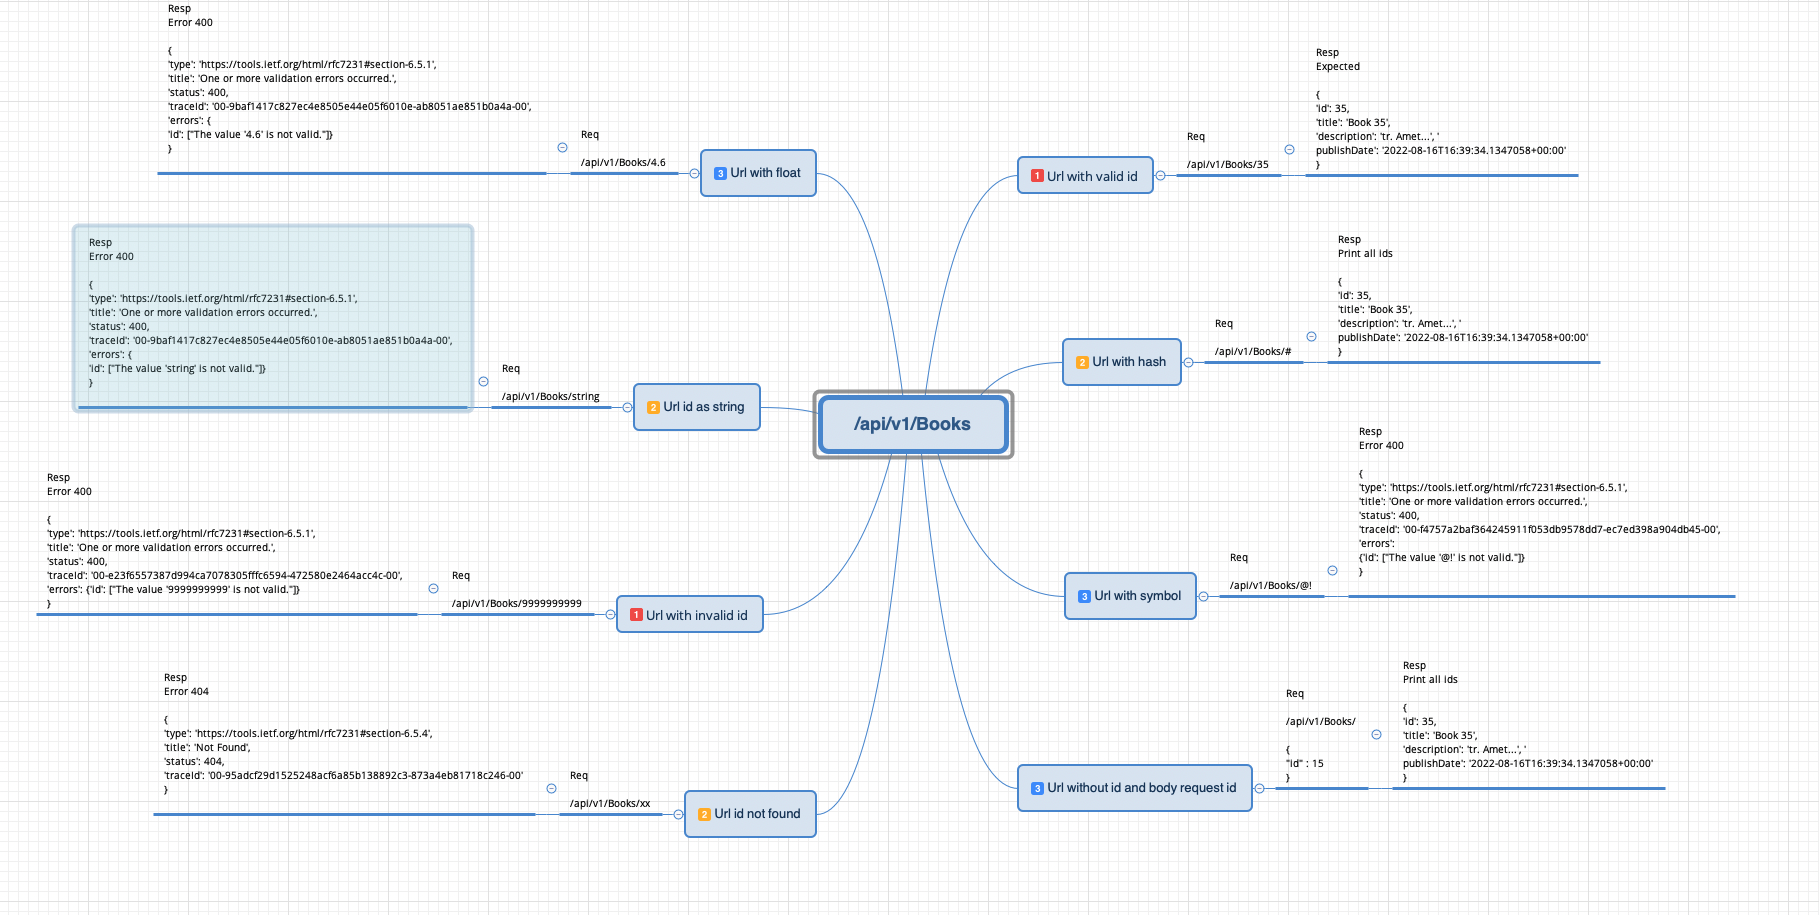 Resp
Error 400
{
'type': 'https://tools.ietf.org/html/rfc7231#section-6.5.1',
'title': 'One or more validation errors occurred.',
'status': 400,
'traceId': '00-9baf1417c827ec4e8505e44e05f6010e-ab8051ae851b0a4a-00',
'errors': {
'id': ["The value '4.6' is not valid."]}
}
Req
/api/v1/Books/4.6
3 Url with float
Resp
Error 400
{
'type': 'https://tools.ietf.org/html/rfc7231#section-6.5.1',
'title': 'One or more validation errors occurred.',
'status': 400,
'traceId': '00-9baf1417c827ec4e8505e44e05f6010e-ab8051ae851b0a4a-00',
'errors': {
'id': ["The value 'string' is not valid."]}
}
Req
/api/v1/Books/string
2 Url id as string
Resp
Error 400
{
'type': 'https://tools.ietf.org/html/rfc7231#section-6.5.1',
'title': 'One or more validation errors occurred.',
'status': 400,
'traceId': '00-e23f6557387d994ca7078305fffc6594-472580e2464acc4c-00',
'errors': {'id': ["The value '9999999999' is not valid."]}
}
Req
/api/v1/Books/9999999999
1 Url with invalid id
Resp
Error 404
{
'type': 'https://tools.ietf.org/html/rfc7231#section-6.5.4',
'title': 'Not Found',
'status': 404,
'traceId': '00-95adcf29d1525248acf6a85b138892c3-873a4eb81718c246-00'
}
Req
/api/v1/Books/xx
2 Url id not found
/api/v1/Books
1 Url with valid id
Req
/api/v1/Books/35
Resp
Expected
{
'id': 35,
'title': 'Book 35',
'description': 'tr. Amet...', '
publishDate': '2022-08-16T16:39:34.1347058+00:00'
}
2 Url with hash
Req
/api/v1/Books/#
Resp
Print all ids
{
'id': 35,
'title': 'Book 35',
'description': 'tr. Amet...', '
publishDate': '2022-08-16T16:39:34.1347058+00:00'
}
3 Url with symbol
Req
/api/v1/Books/@!
Resp
Error 400
{
'type': 'https://tools.ietf.org/html/rfc7231#section-6.5.1',
'title': 'One or more validation errors occurred.',
'status': 400,
'traceId': '00-f4757a2baf364245911f053db9578dd7-ec7ed398a904db45-00',
'errors':
{'id': ["The value '@!' is not valid."]}
}
3 Url without id and body request id
Req
/api/v1/Books/
{
"id" : 15
}
Resp
Print all ids
{
'id': 35,
'title': 'Book 35',
'description': 'tr. Amet...', '
publishDate': '2022-08-16T16:39:34.1347058+00:00'
}